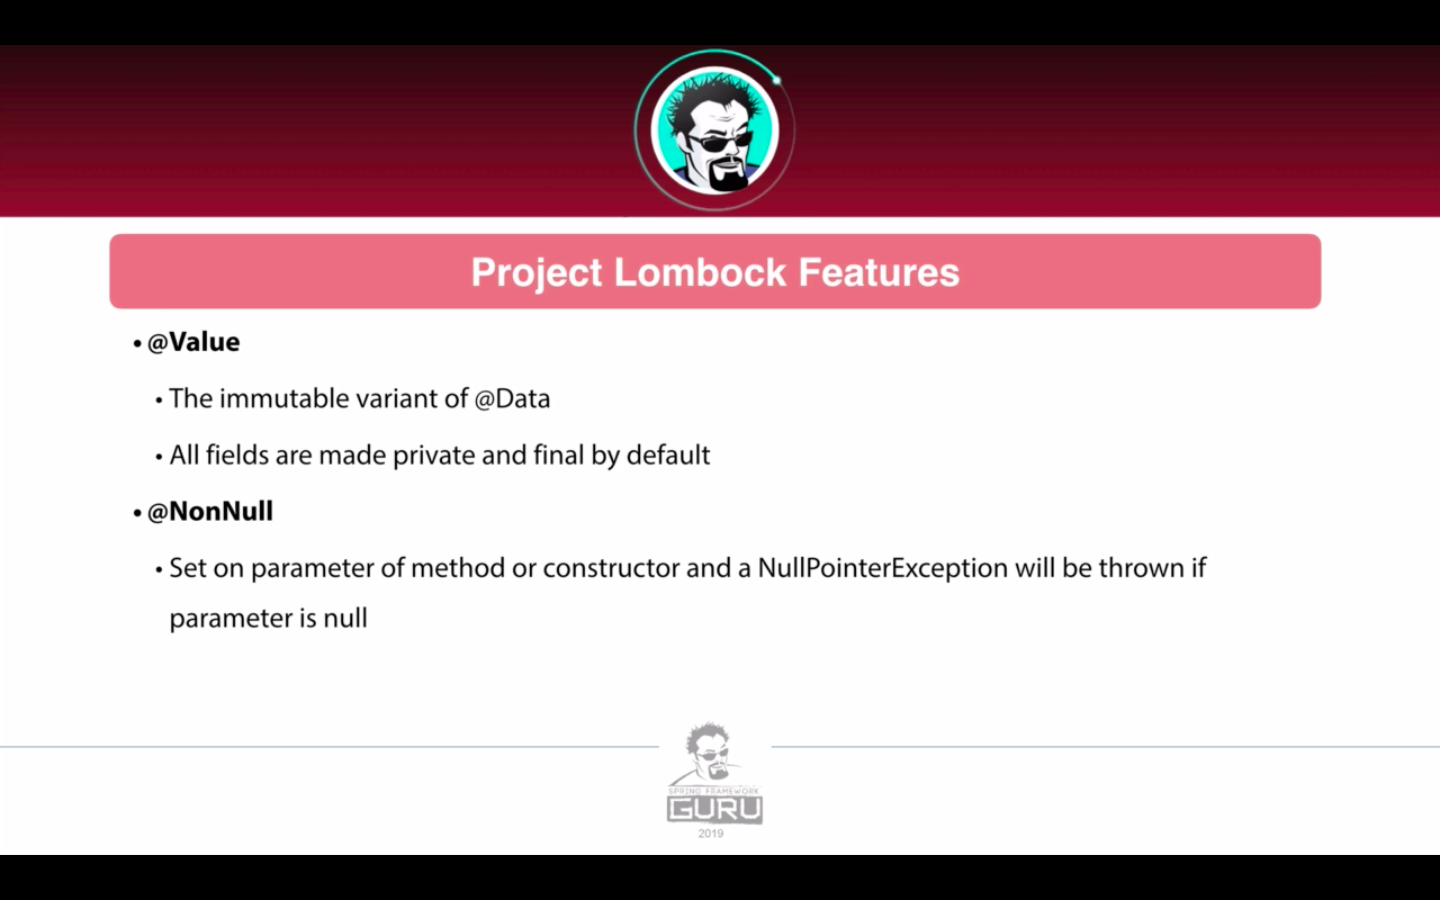 Project Lombock Features
• @Value
• The immutable variant of @Data
• All fields are made private and final by default
• @NonNull
• Set on parameter of method or constructor and a NullPointerException will be thrown if
parameter is null
SPRING FRAMEWORK
GURU
2019